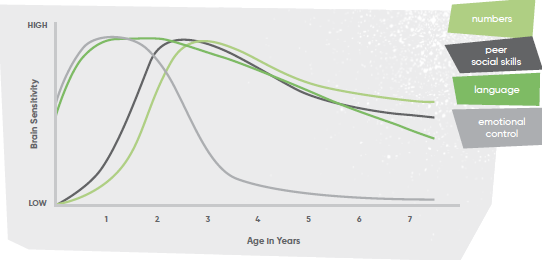 HIGH
Brain Sensitivity
LOW
1 2 3 4 5 6 7
Age in Years
numbers
peer
social skills
language
emotional
control